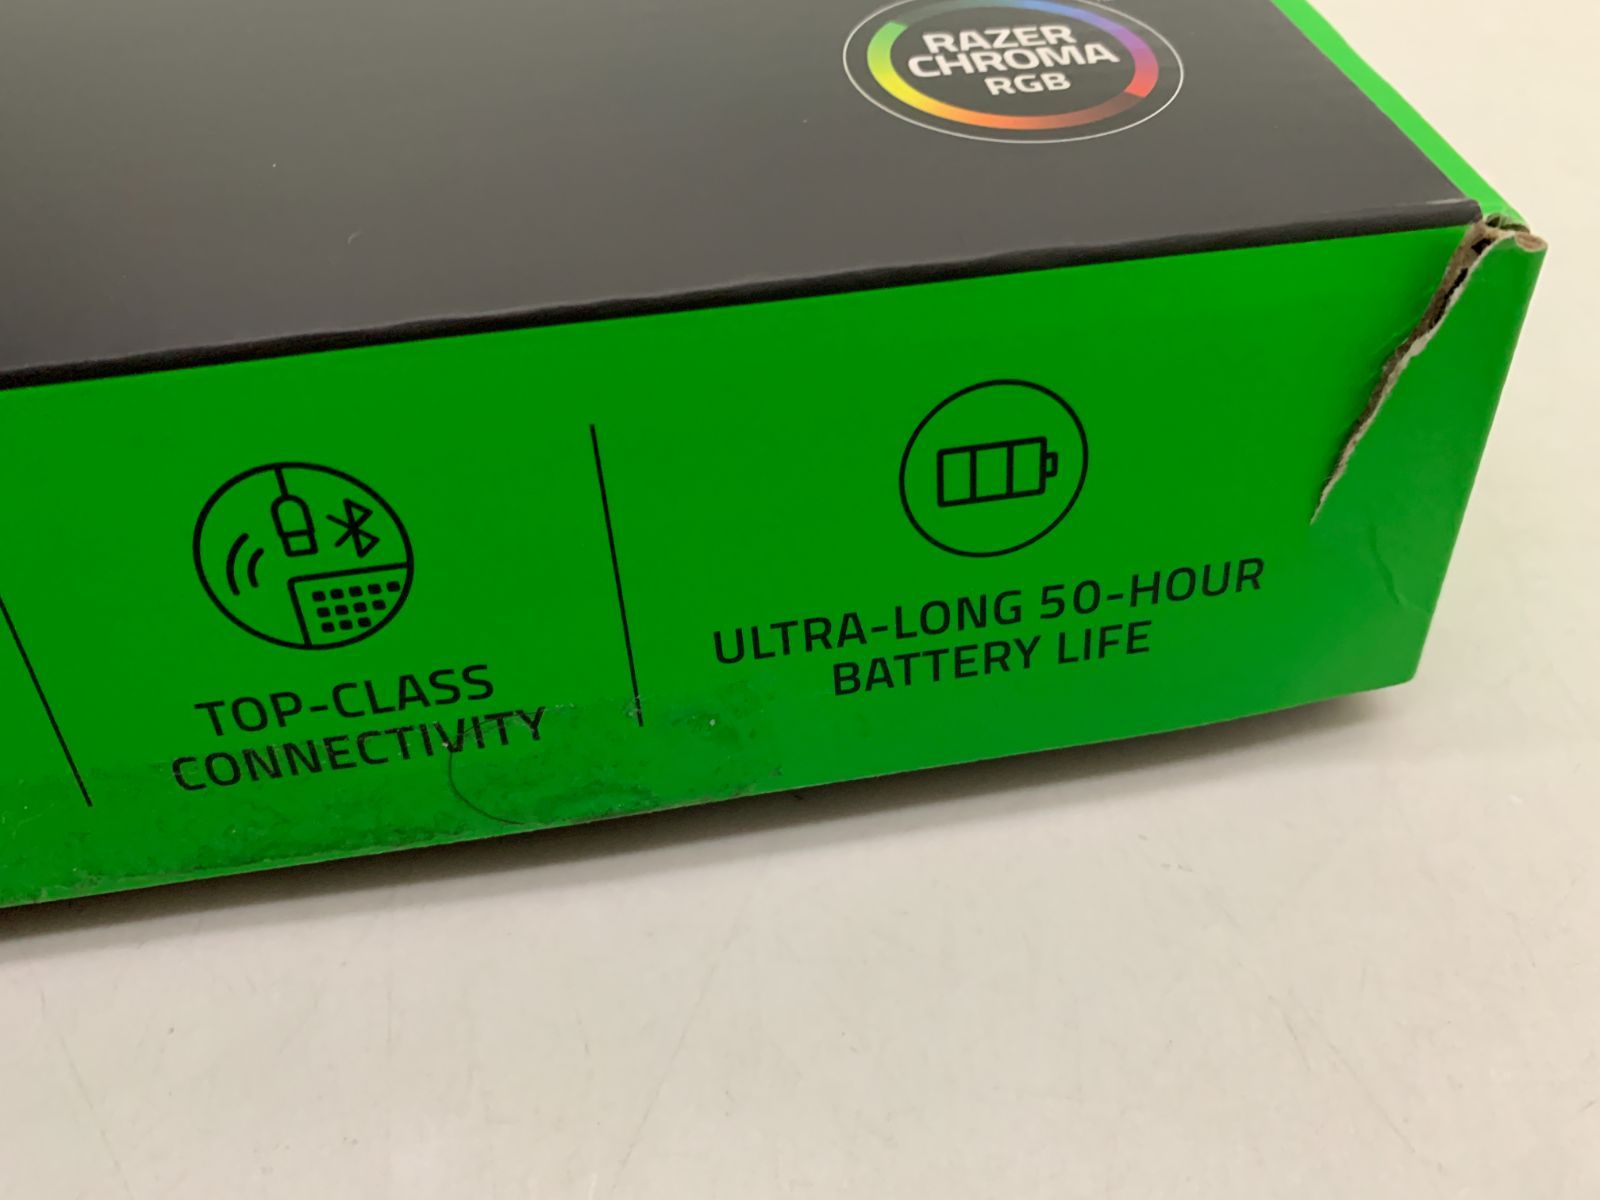 RAZER
CHROMA
RGB
TOP-CLASS
CONNECTIVITY
ULTRA-LONG 50-HOUR
BATTERY LIFE